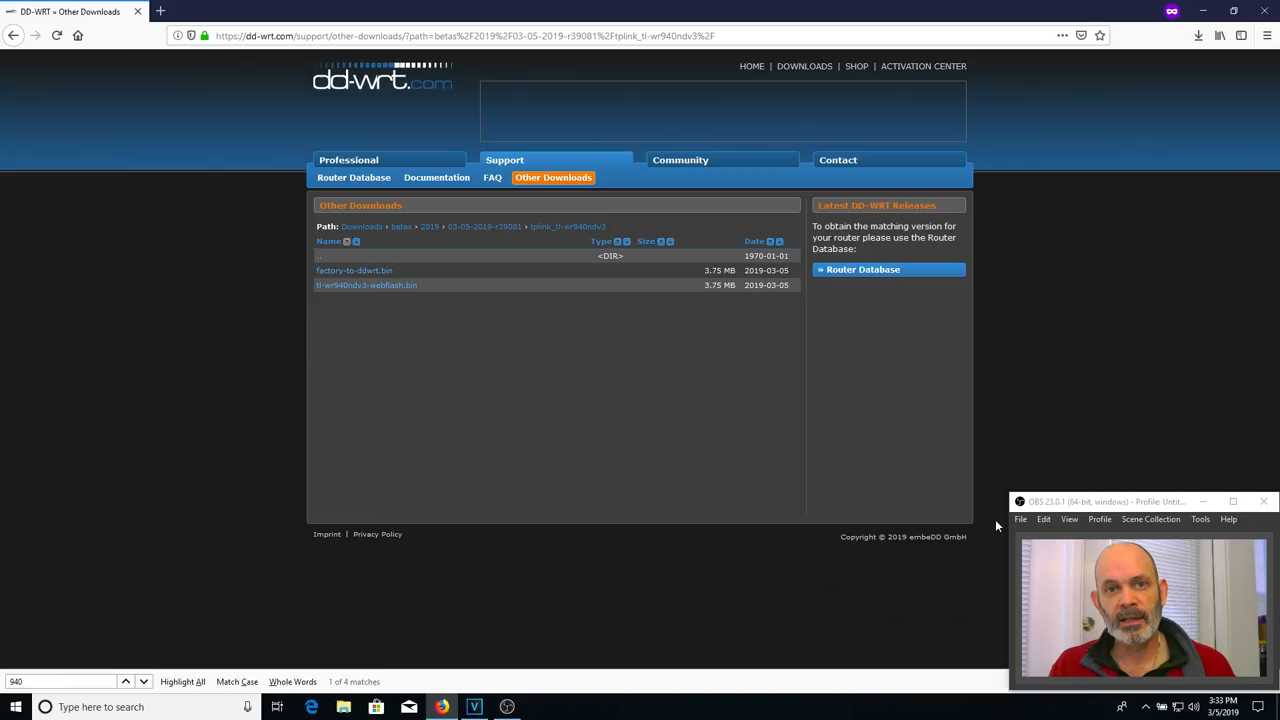 DD-WRT » Other Downloads
https://dd-wrt.com/support/other-downloads/?path=betas%2F2019%2F03-05-2019-r39081%2Ftplink_tl-wr940ndv3%2F
dd-wrt.com
HOME | DOWNLOADS | SHOP | ACTIVATION CENTER
Professional
Support
Community
Contact
Router Database
Documentation
FAQ
Other Downloads
Other Downloads
Path: Downloads › betas › 2019 › 03-05-2019-r39081 › tplink_tl-wr940ndv3
Name Type Size Date
.. <DIR> 1970-01-01
factory-to-ddwrt.bin 3.75 MB 2019-03-05
tl-wr940ndv3-webflash.bin 3.75 MB 2019-03-05
Latest DD-WRT Releases
To obtain the matching version for
your router please use the Router
Database:
» Router Database
Imprint | Privacy Policy
Copyright © 2019 embeDD GmbH
OBS 23.0.1 (64-bit, windows) - Profile: Untit...
File Edit View Profile Scene Collection Tools Help
940 Highlight All Match Case Whole Words 1 of 4 matches
Type here to search
3:33 PM
3/5/2019